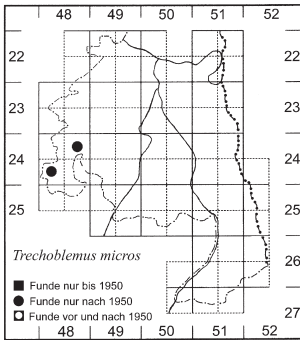 48 49 50 51 52
22
22
23
23
24
24
25
25
26
Trechoblemus micros
26
Funde nur bis 1950
Funde nur nach 1950
27
Funde vor und nach 1950
48 49 50 51 52